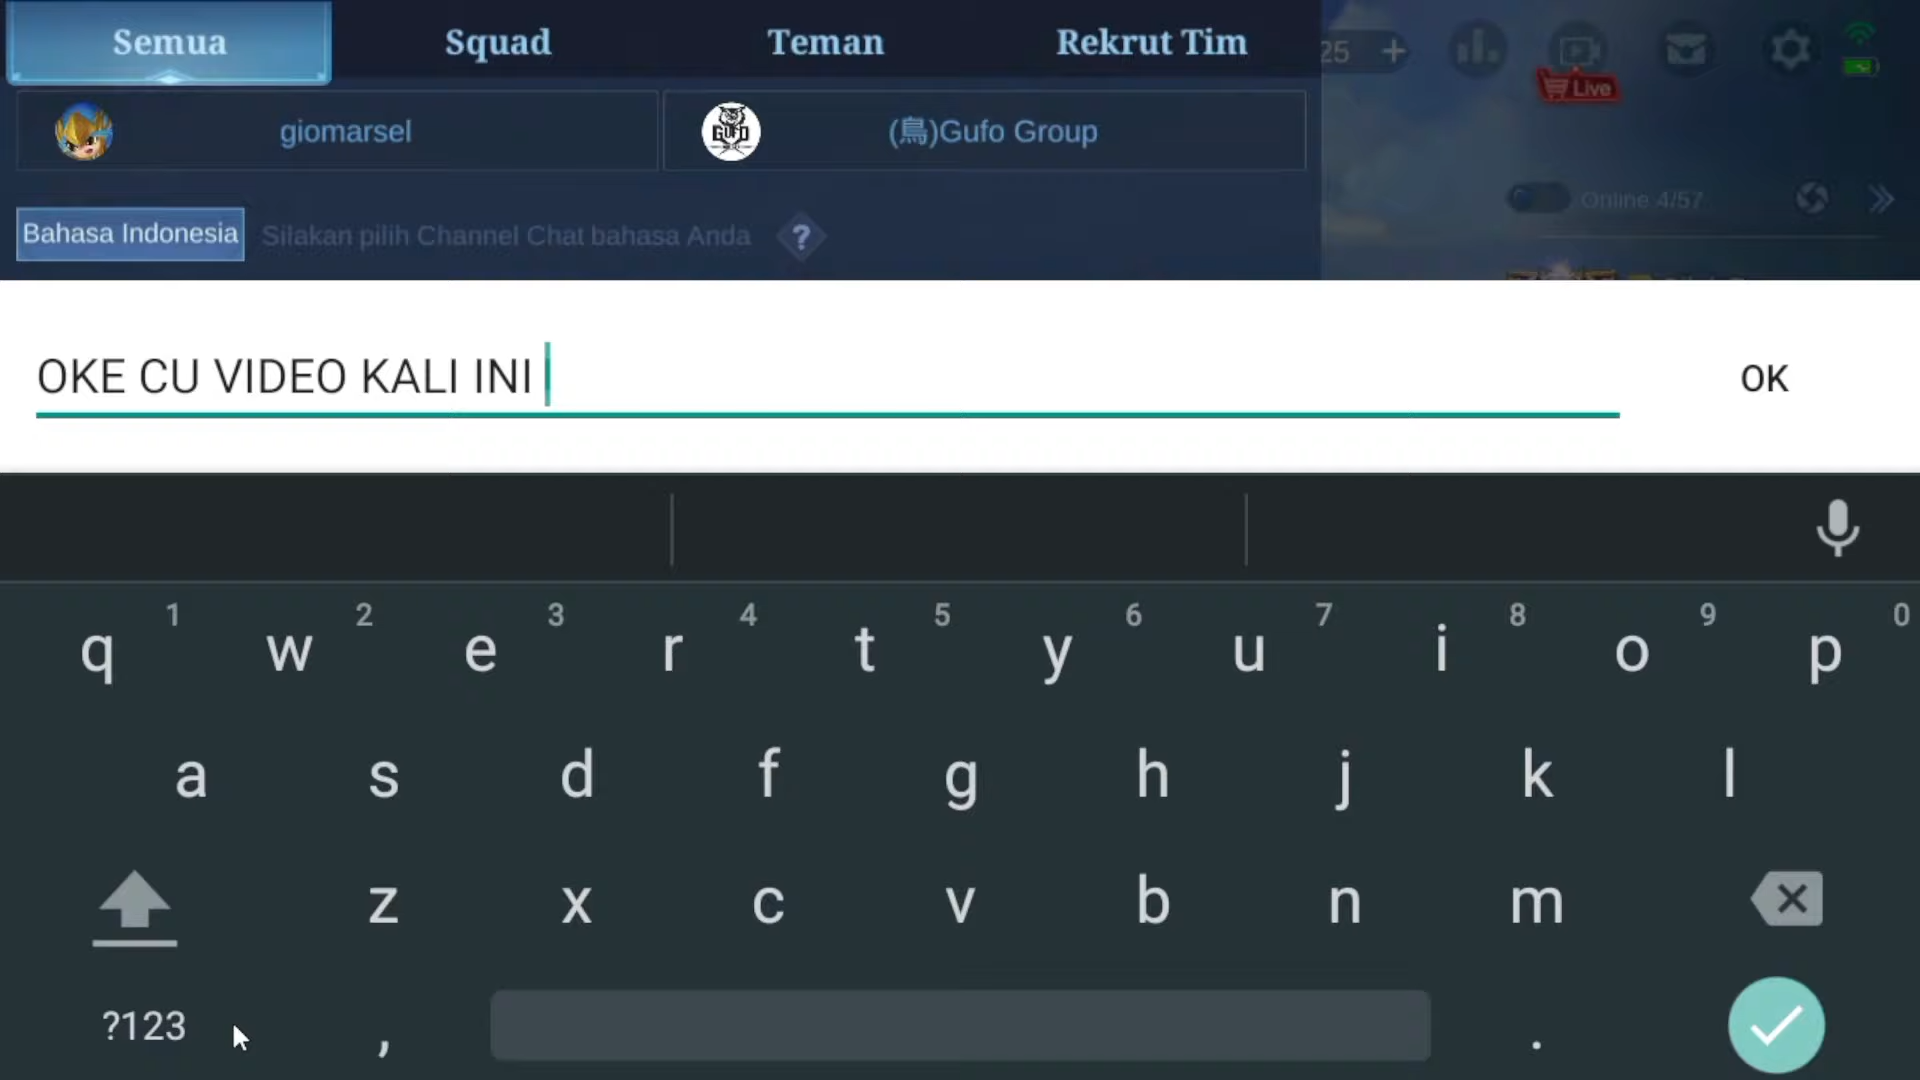 Semua Squad Teman Rekrut Tim
25 +
Live
giomarsel
GUFO
(鳥)Gufo Group
Online 4/57
Bahasa Indonesia Silakan pilih Channel Chat bahasa Anda ?
OKE CU VIDEO KALI INI
OK
1 2 3 4 5 6 7 8 9 0
q w e r t y u i o p
a s d f g h j k l
z x c v b n m
?123 , .